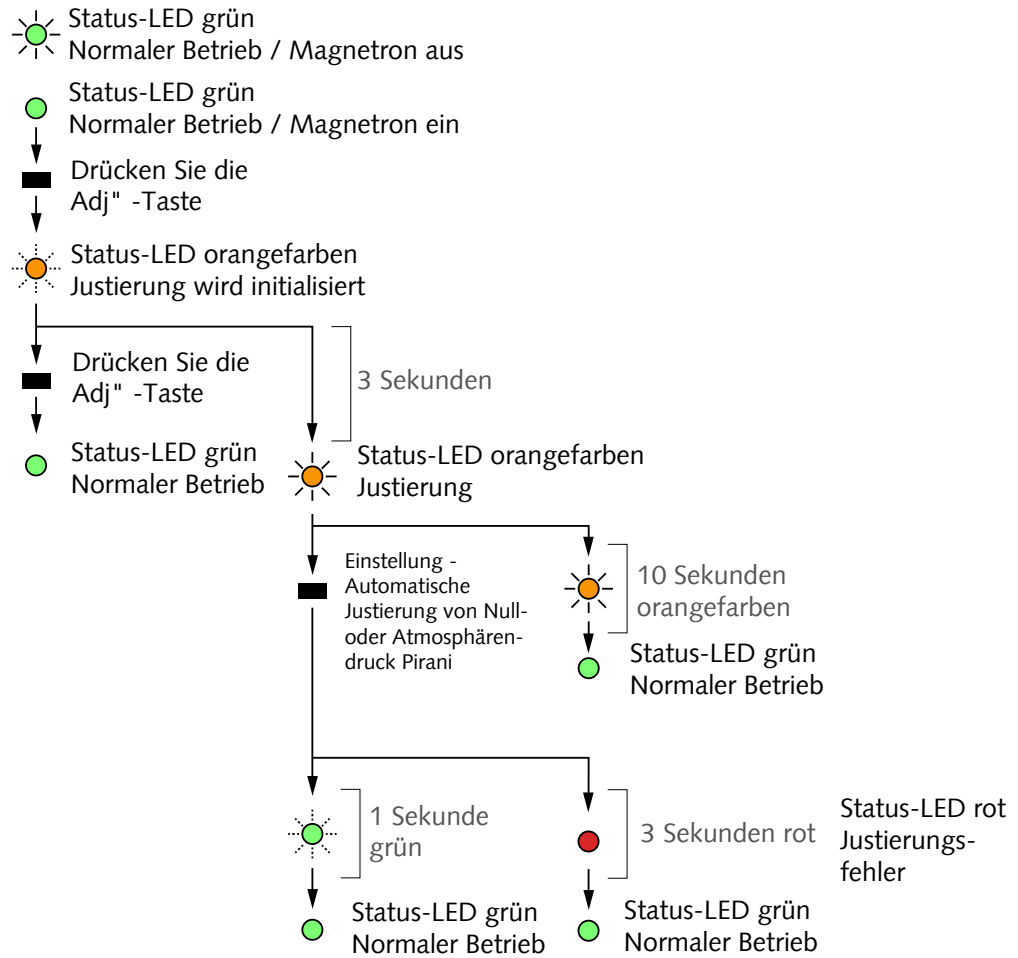 Status-LED grün
Normaler Betrieb / Magnetron aus
Status-LED grün
Normaler Betrieb / Magnetron ein
Drücken Sie die
Adj" -Taste
Status-LED orangefarben
Justierung wird initialisiert
Drücken Sie die
Adj" -Taste
3 Sekunden
Status-LED grün
Normaler Betrieb
Status-LED orangefarben
Justierung
Einstellung -
Automatische
Justierung von Null-
oder Atmosphären-
druck Pirani
10 Sekunden
orangefarben
Status-LED grün
Normaler Betrieb
1 Sekunde
grün
3 Sekunden rot
Status-LED rot
Justierungs-
fehler
Status-LED grün
Normaler Betrieb
Status-LED grün
Normaler Betrieb